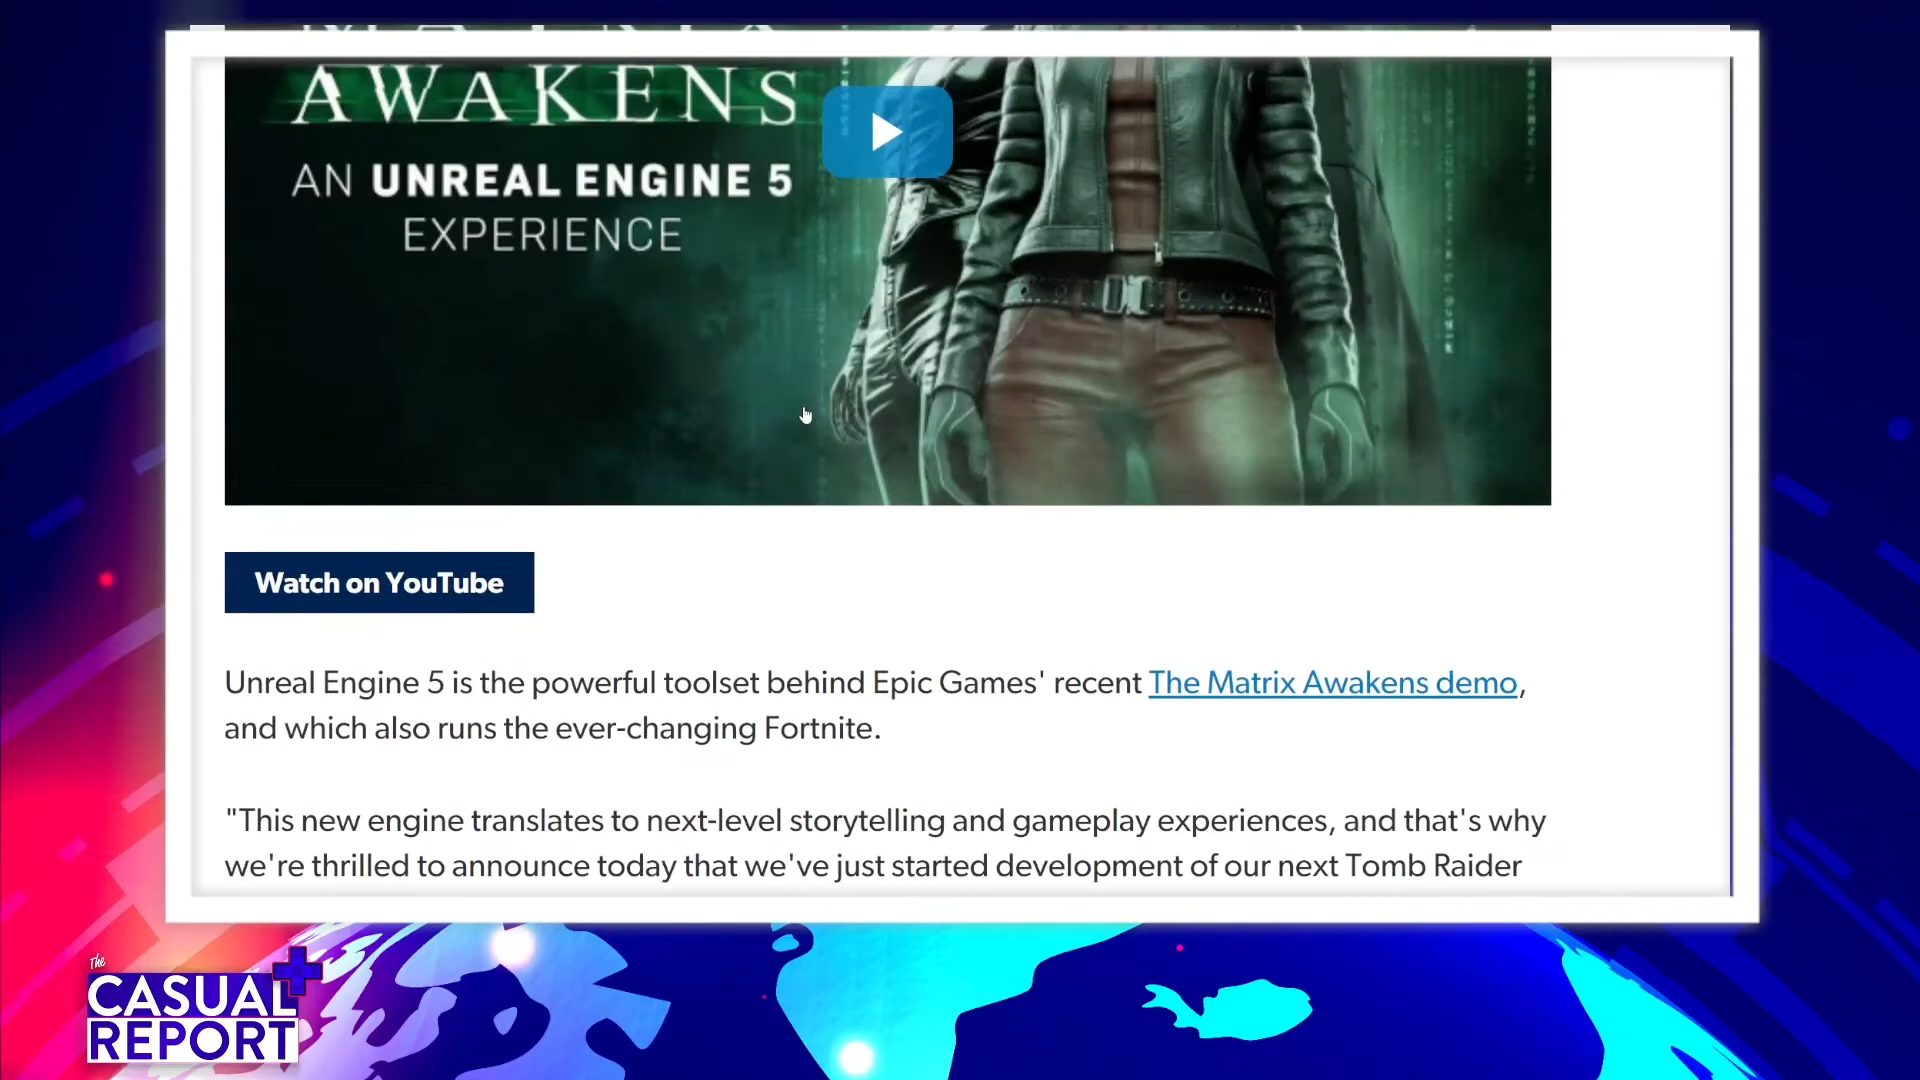 AWAKENS
AN UNREAL ENGINE 5
EXPERIENCE
Watch on YouTube
Unreal Engine 5 is the powerful toolset behind Epic Games' recent The Matrix Awakens demo,
and which also runs the ever-changing Fortnite.
"This new engine translates to next-level storytelling and gameplay experiences, and that's why
we're thrilled to announce today that we've just started development of our next Tomb Raider
The
CASUAL
REPORT